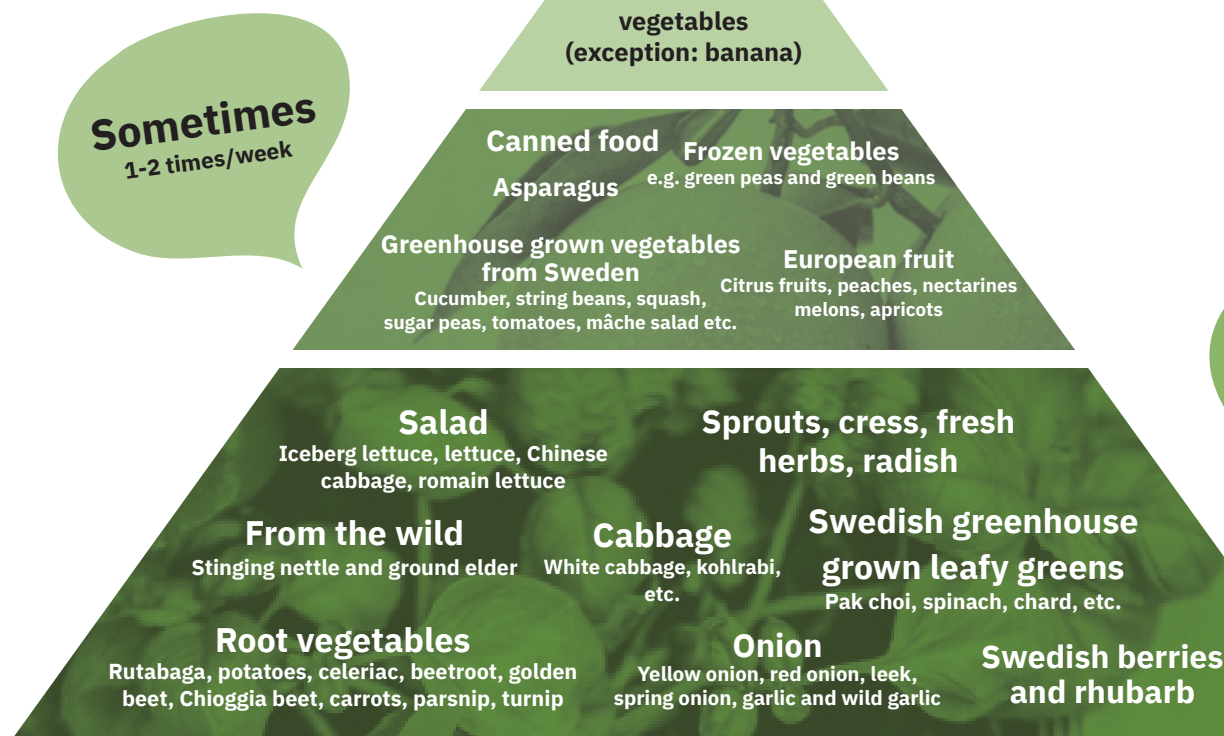 vegetables
(exception: banana)
Sometimes
1-2 times/week
Canned food
Asparagus
Frozen vegetables
e.g. green peas and green beans
Greenhouse grown vegetables
from Sweden
Cucumber, string beans, squash,
sugar peas, tomatoes, mâche salad etc.
European fruit
Citrus fruits, peaches, nectarines
melons, apricots
Salad
Iceberg lettuce, lettuce, Chinese
cabbage, romain lettuce
Sprouts, cress, fresh
herbs, radish
From the wild
Stinging nettle and ground elder
Cabbage
White cabbage, kohlrabi,
etc.
Swedish greenhouse
grown leafy greens
Pak choi, spinach, chard, etc.
Root vegetables
Rutabaga, potatoes, celeriac, beetroot, golden
beet, Chioggia beet, carrots, parsnip, turnip
Onion
Yellow onion, red onion, leek,
spring onion, garlic and wild garlic
Swedish berries
and rhubarb